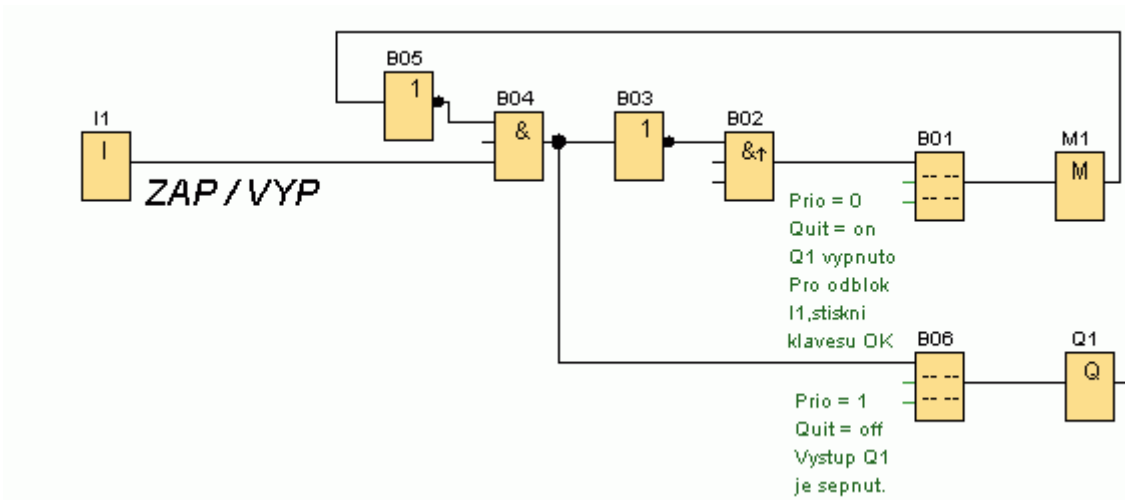 B05
1
B04
&
B03
1
B02
&↑
B01
-- --
-- --
M1
M
I1
I
ZAP / VYP
Prio = 0
Quit = on
Q1 vypnuto
Pro odblok
I1,stiskni
klavesu OK
B06
-- --
-- --
Q1
Q
Prio = 1
Quit = off
Vystup Q1
je sepnut.